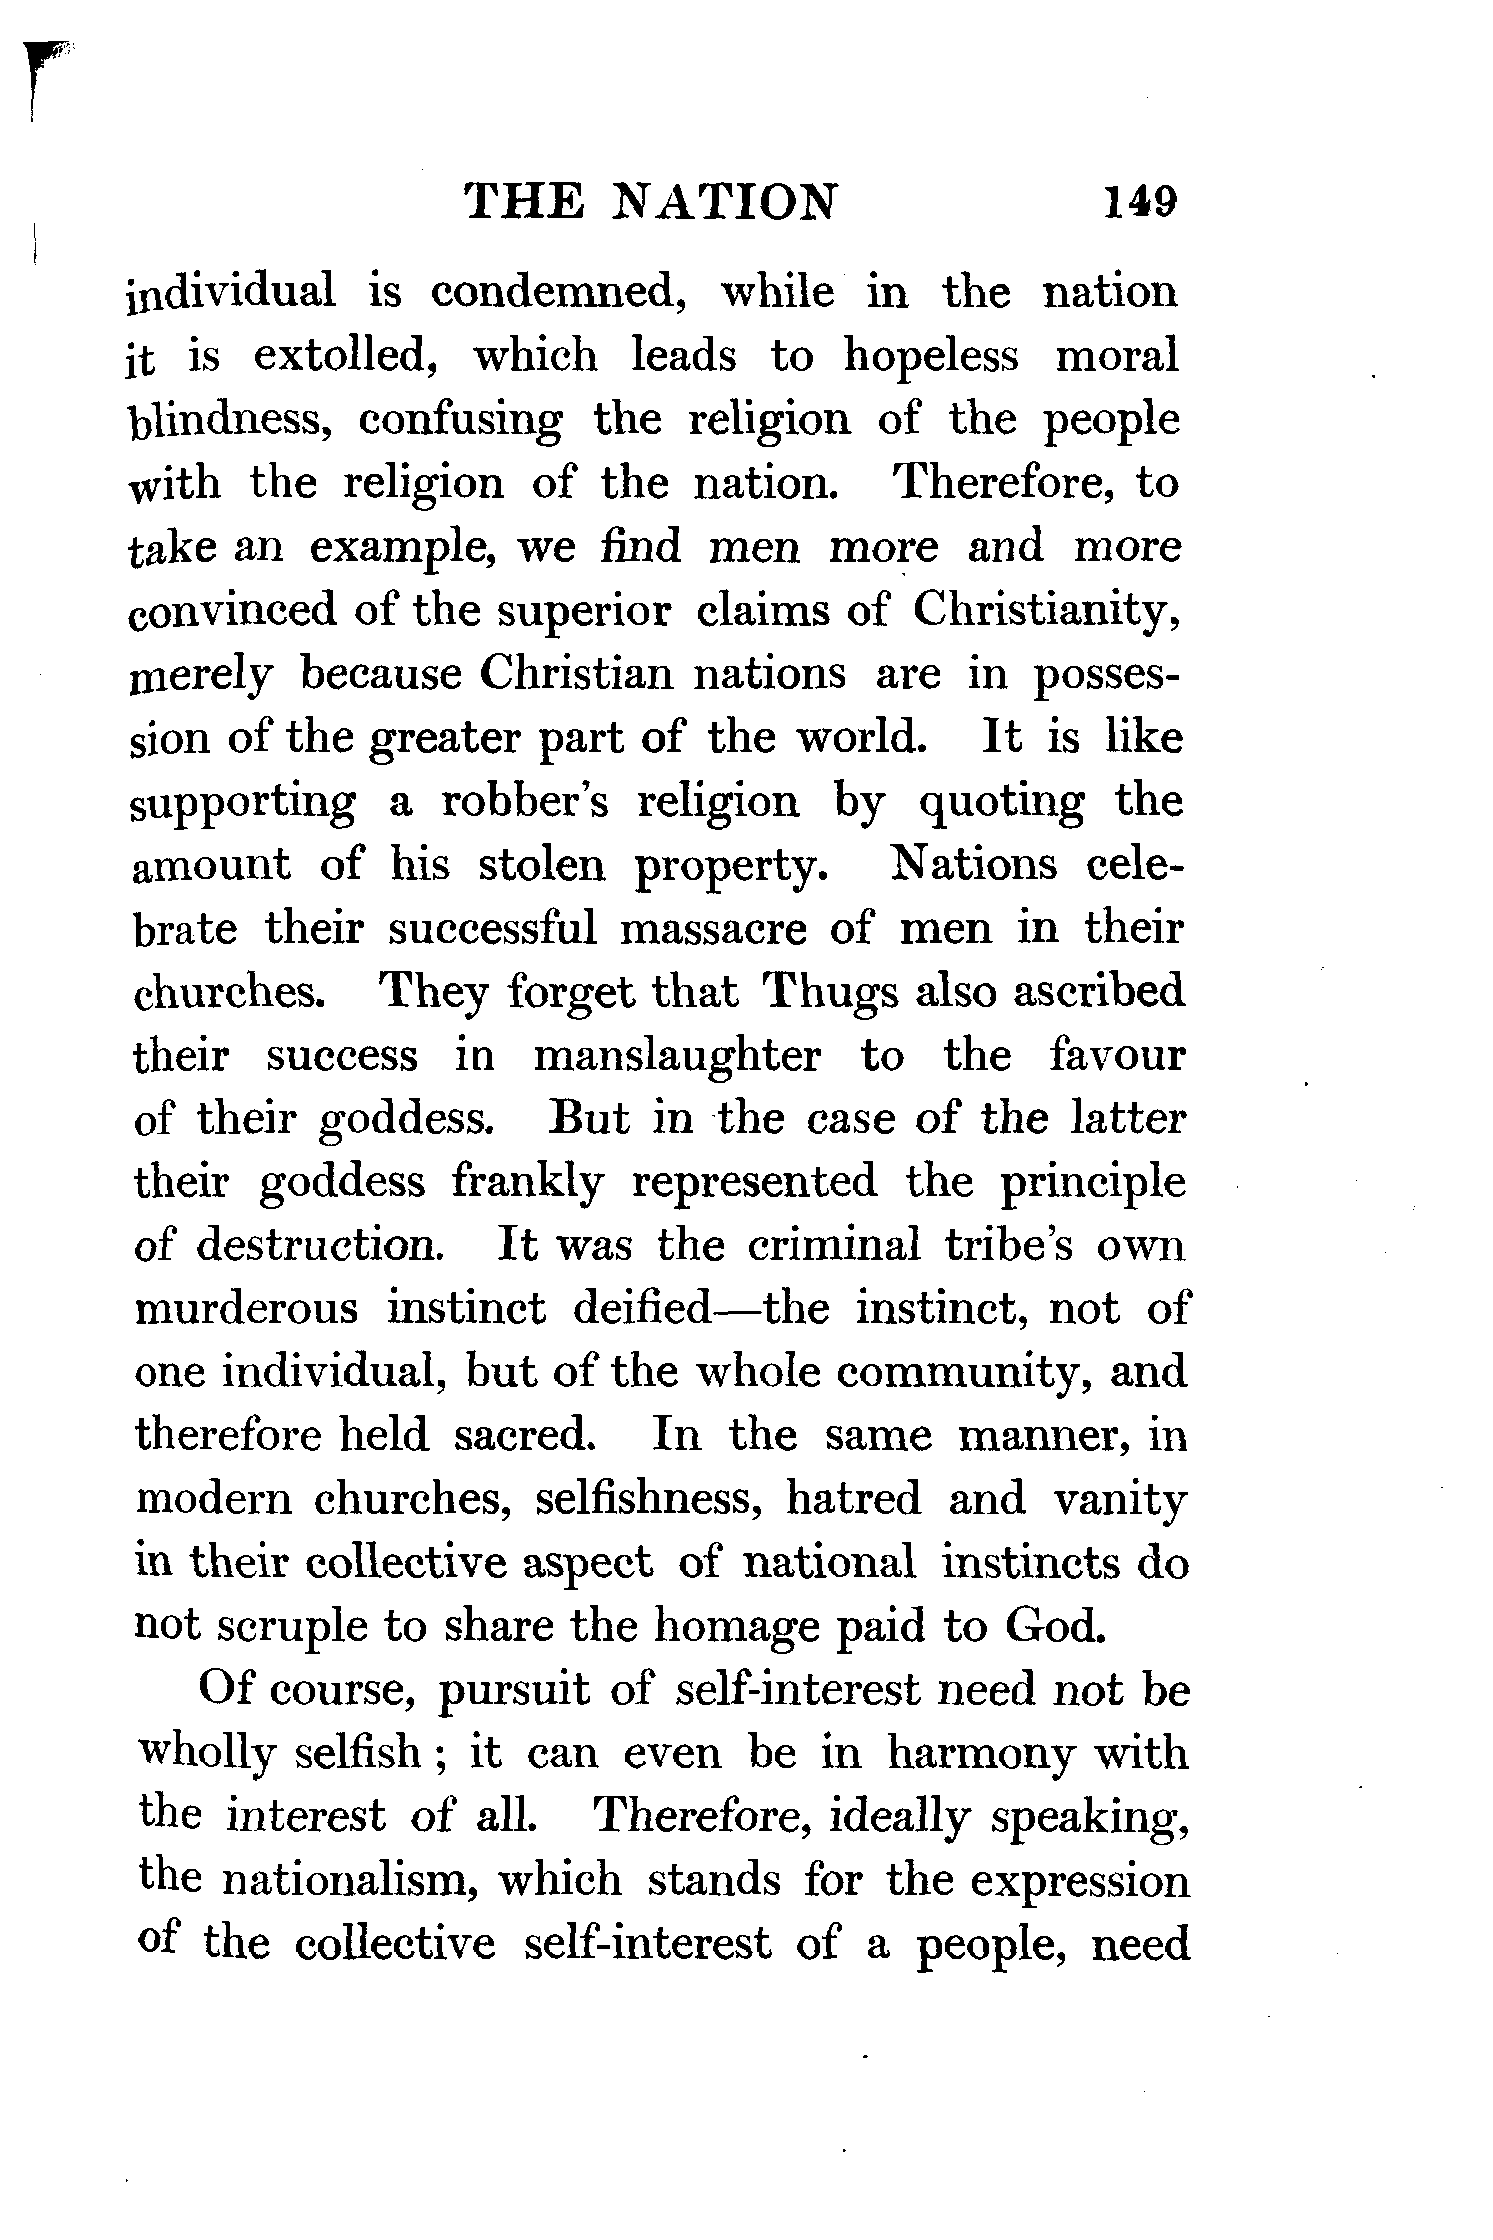 THE NATION 149
individual is condemned, while in the nation
it is extolled, which leads to hopeless moral
blindness, confusing the religion of the people
with the religion of the nation. Therefore, to
take an example, we find men more and more
convinced of the superior claims of Christianity,
merely because Christian nations are in posses-
sion of the greater part of the world. It is like
supporting a robber's religion by quoting the
amount of his stolen property. Nations cele-
brate their successful massacre of men in their
churches. They forget that Thugs also ascribed
their success in manslaughter to the favour
of their goddess. But in the case of the latter
their goddess frankly represented the principle
of destruction. It was the criminal tribe's own
murderous instinct deified—the instinct, not of
one individual, but of the whole community, and
therefore held sacred. In the same manner, in
modern churches, selfishness, hatred and vanity
in their collective aspect of national instincts do
not scruple to share the homage paid to God.
Of course, pursuit of self-interest need not be
wholly selfish ; it can even be in harmony with
the interest of all. Therefore, ideally speaking,
the nationalism, which stands for the expression
of the collective self-interest of a people, need